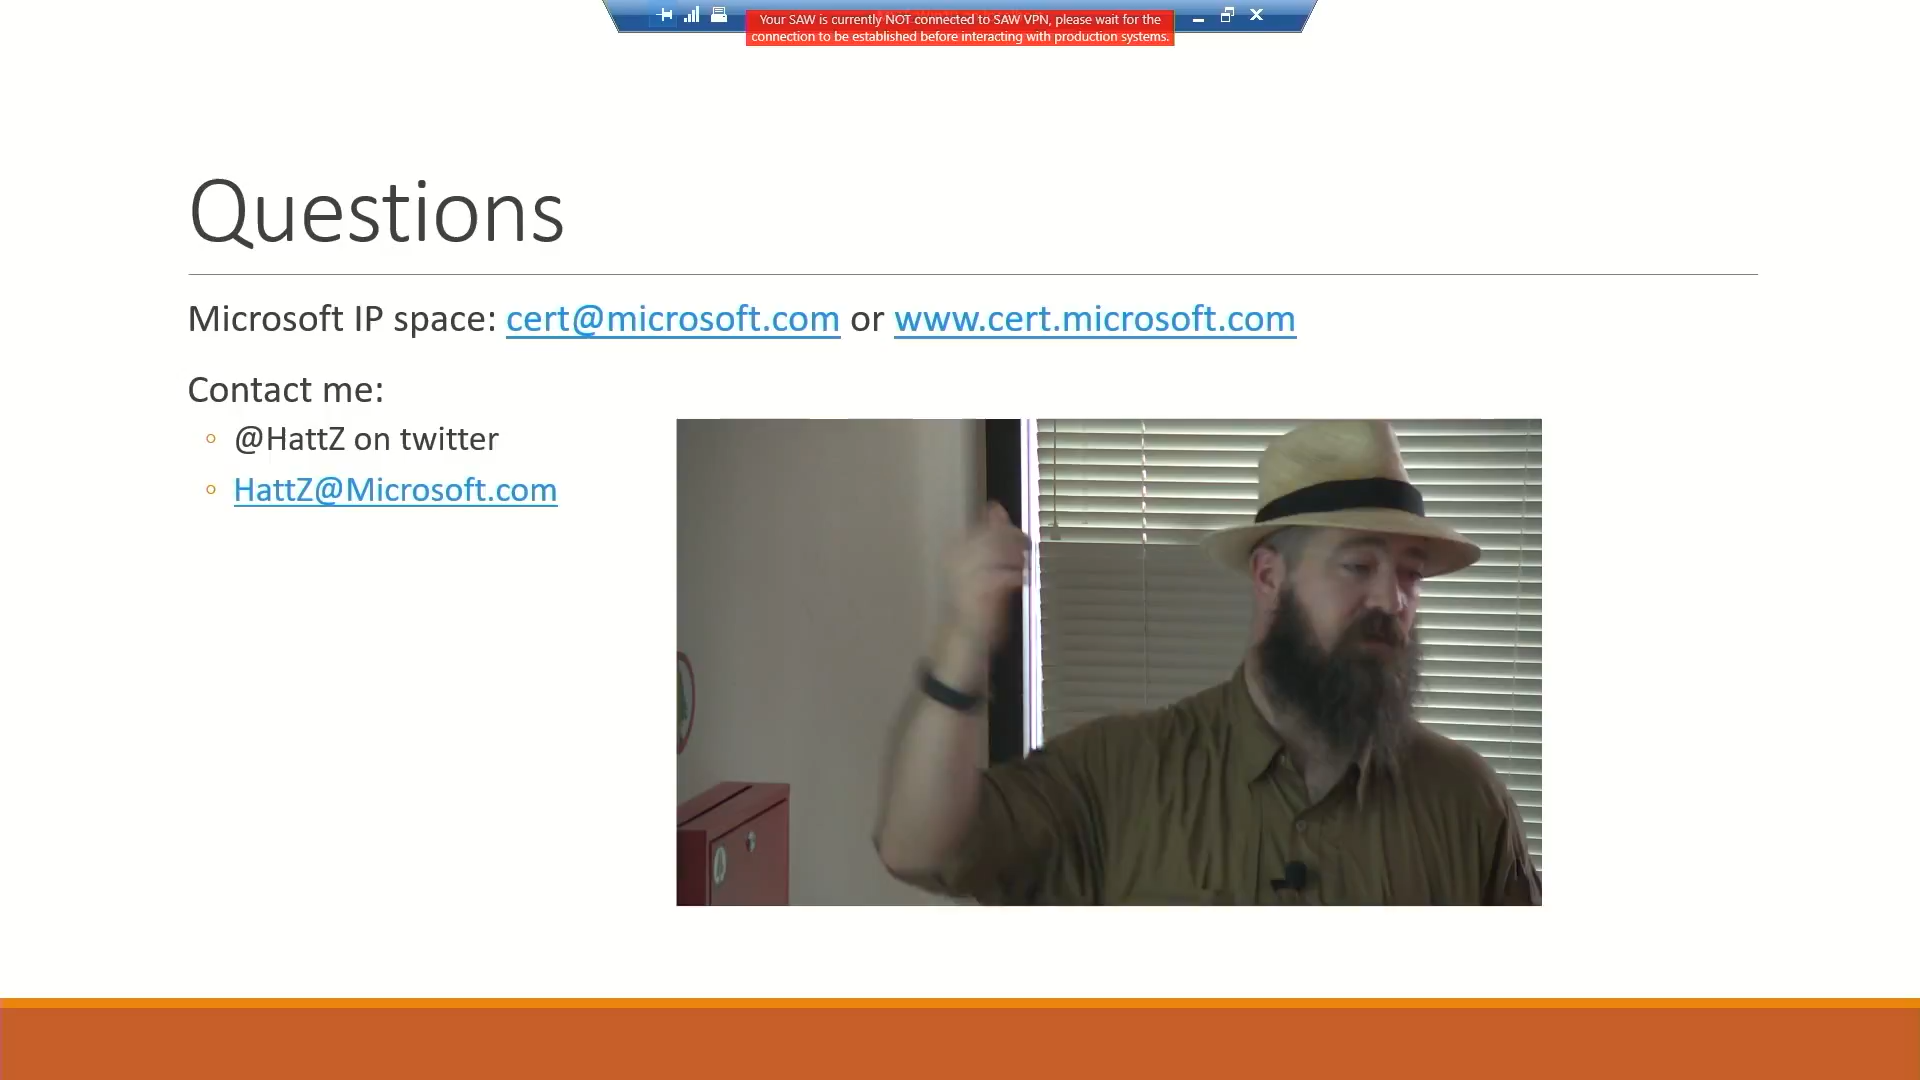 Your SAW is currently NOT connected to SAW VPN, please wait for the
connection to be established before interacting with production systems.
Questions
Microsoft IP space: cert@microsoft.com or www.cert.microsoft.com
Contact me:
@HattZ on twitter
HattZ@Microsoft.com